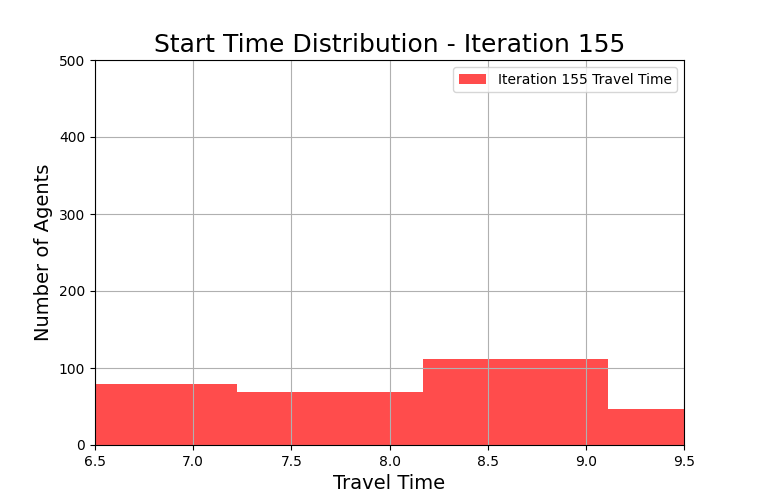 Start Time Distribution - Iteration 155
500
Iteration 155 Travel Time
400
300
200
100
0
Number of Agents
6.5 7.0 7.5 8.0 8.5 9.0 9.5
Travel Time